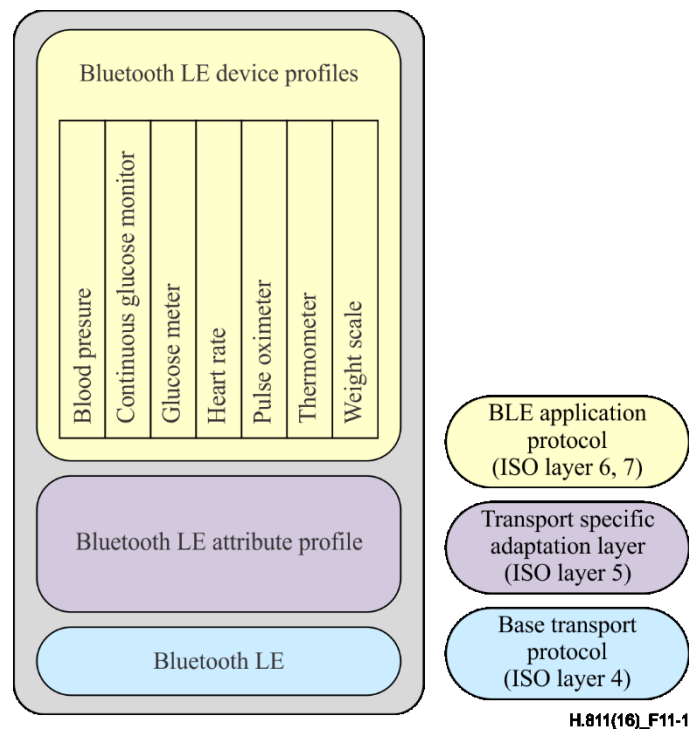 Bluetooth LE device profiles
Blood presure
Continuous glucose monitor
Glucose meter
Heart rate
Pulse oximeter
Thermometer
Weight scale
Bluetooth LE attribute profile
Bluetooth LE
BLE application
protocol
(ISO layer 6, 7)
Transport specific
adaptation layer
(ISO layer 5)
Base transport
protocol
(ISO layer 4)
H.811(16)_F11-1